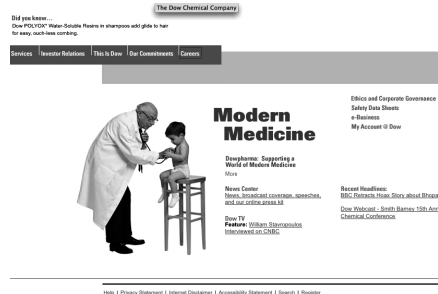 The Dow Chemical Company
Did you know...
Dow POLYOX* Water-Soluble Resins in shampoos add glide to hair
for easy, ouch-less combing.
Services
Investor Relations
This Is Dow
Our Commitments
Careers
Ethics and Corporate Governance
Safety Data Sheets
e-Business
My Account @ Dow
Modern
Medicine
Dowpharma: Supporting a
World of Modern Medicine
More
News Center
News, broadcast coverage, speeches,
and our online press kit
Dow TV
Feature: William Stavropoulos
Interviewed on CNBC
Recent Headlines:
BBC Retracts Hoax Story about Bhopa
Dow Webcast - Smith Barney 15th Ann
Chemical Conference
Help | Privacy Statement | Internet Disclaimer | Accessibility Statement | Search | Register